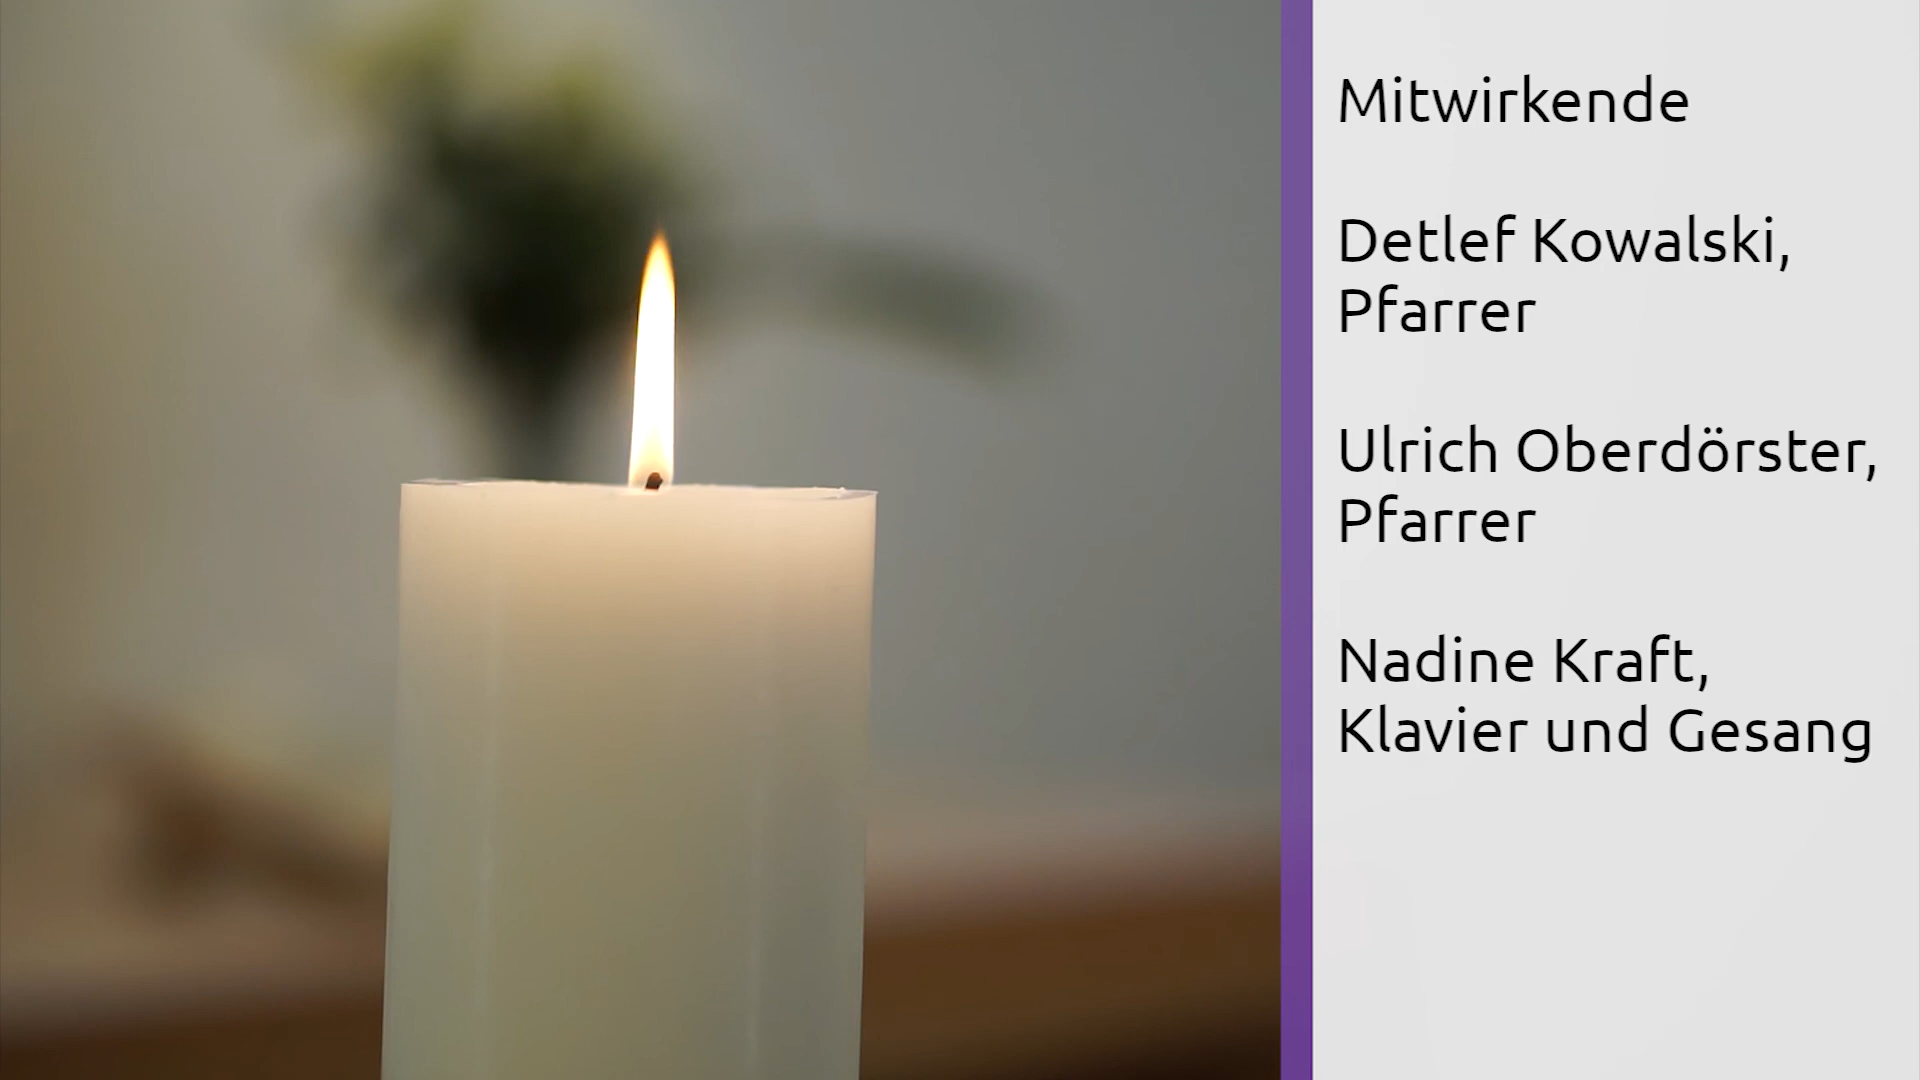 Mitwirkende
Detlef Kowalski,
Pfarrer
Ulrich Oberdörster,
Pfarrer
Nadine Kraft,
Klavier und Gesang